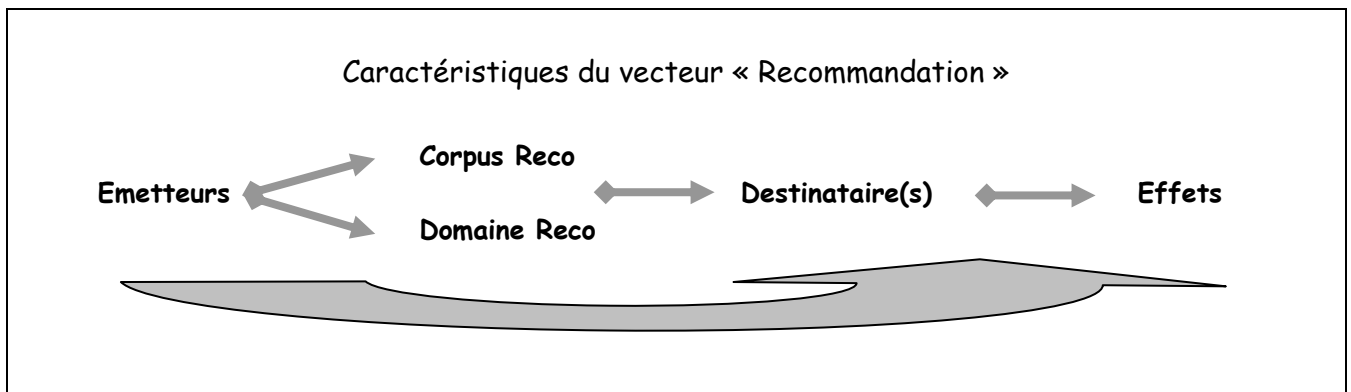 Caractéristiques du vecteur « Recommandation »
Corpus Reco
Emetteurs
Destinataire(s)
Effets
Domaine Reco